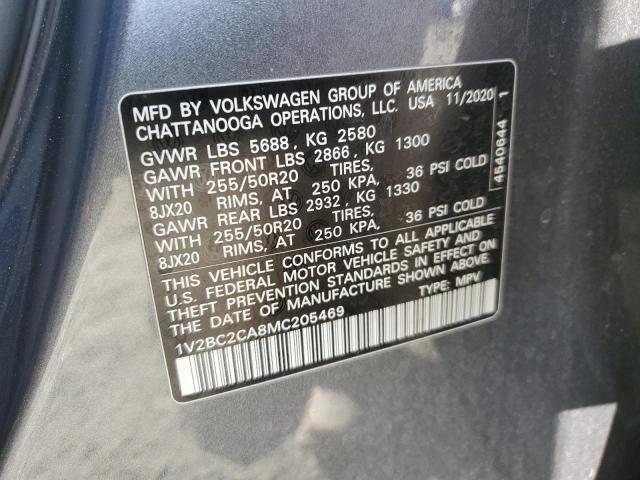 MFD BY VOLKSWAGEN GROUP OF AMERICA
CHATTANOOGA OPERATIONS, LLC. USA 11/2020
GVWR LBS 5688, KG 2580
GAWR FRONT LBS 2866, KG 1300
WITH 255/50R20 TIRES, 36 PSI COLD
8JX20 RIMS, AT 250 KPA,
GAWR REAR LBS 2932, KG 1330
WITH 255/50R20 TIRES, 36 PSI COLD
8JX20 RIMS, AT 250 KPA,
THIS VEHICLE CONFORMS TO ALL APPLICABLE
U.S. FEDERAL MOTOR VEHICLE SAFETY AND
THEFT PREVENTION STANDARDS IN EFFECT ON
THE DATE OF MANUFACTURE SHOWN ABOVE.
TYPE: MPV
1V2BC2CA8MC205469
4540644 1